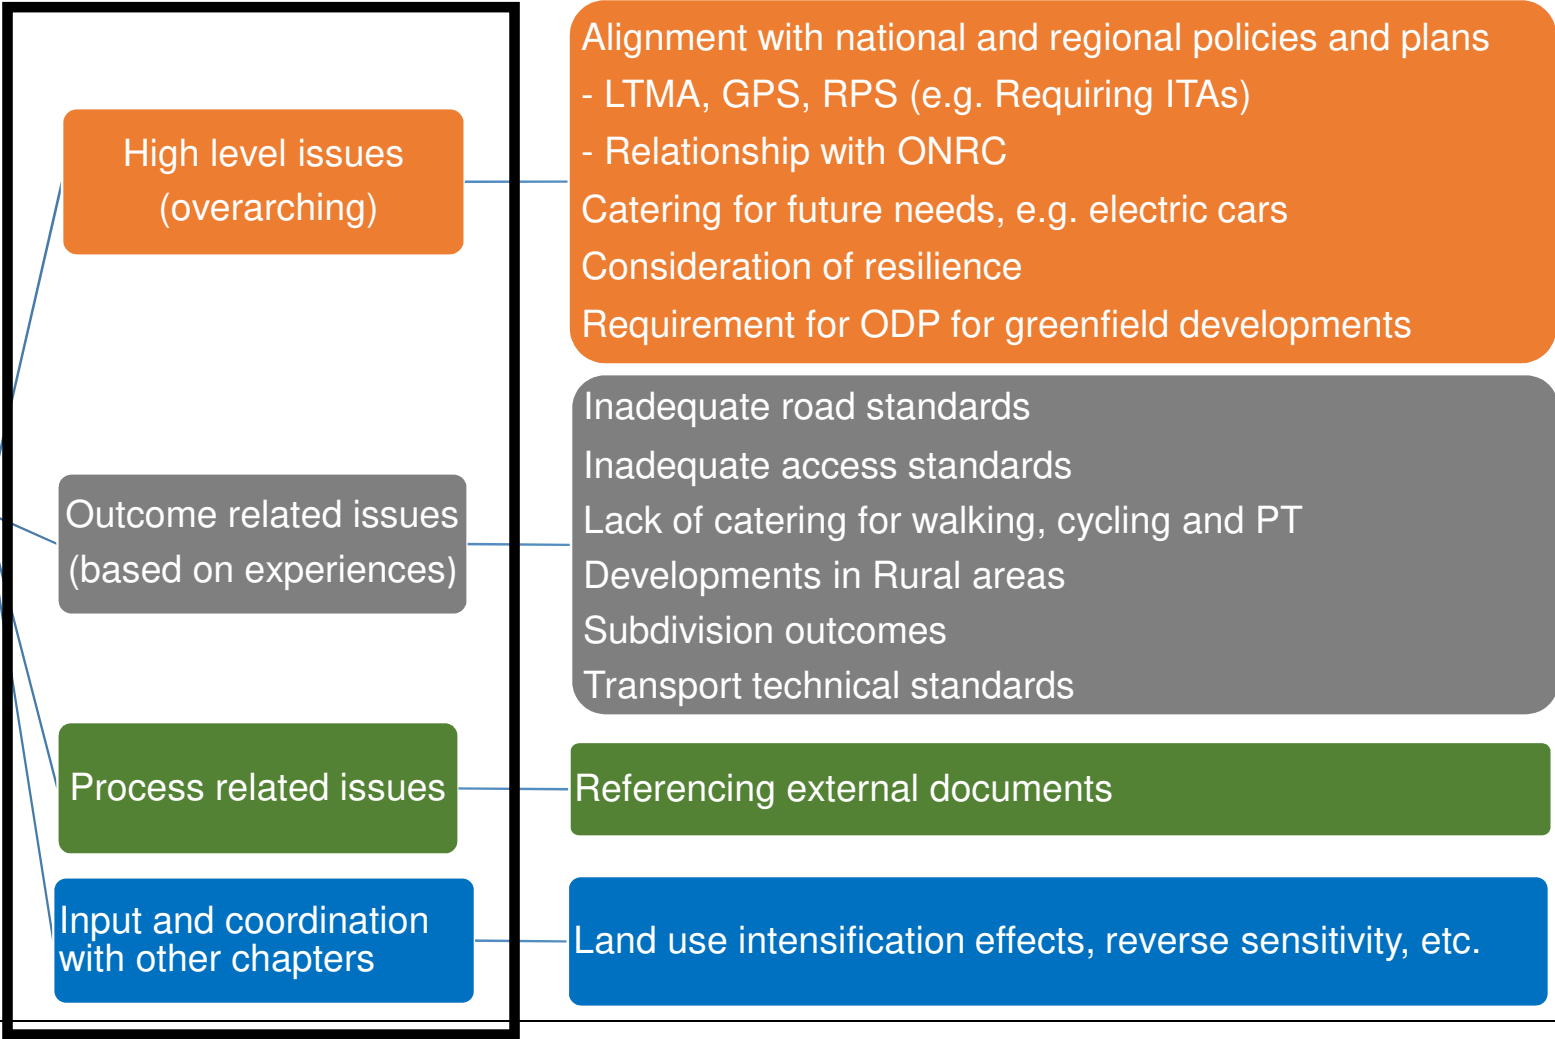 High level issues
(overarching)
Alignment with national and regional policies and plans
- LTMA, GPS, RPS (e.g. Requiring ITAs)
- Relationship with ONRC
Catering for future needs, e.g. electric cars
Consideration of resilience
Requirement for ODP for greenfield developments
Outcome related issues
(based on experiences)
Inadequate road standards
Inadequate access standards
Lack of catering for walking, cycling and PT
Developments in Rural areas
Subdivision outcomes
Transport technical standards
Process related issues
Referencing external documents
Input and coordination
with other chapters
Land use intensification effects, reverse sensitivity, etc.